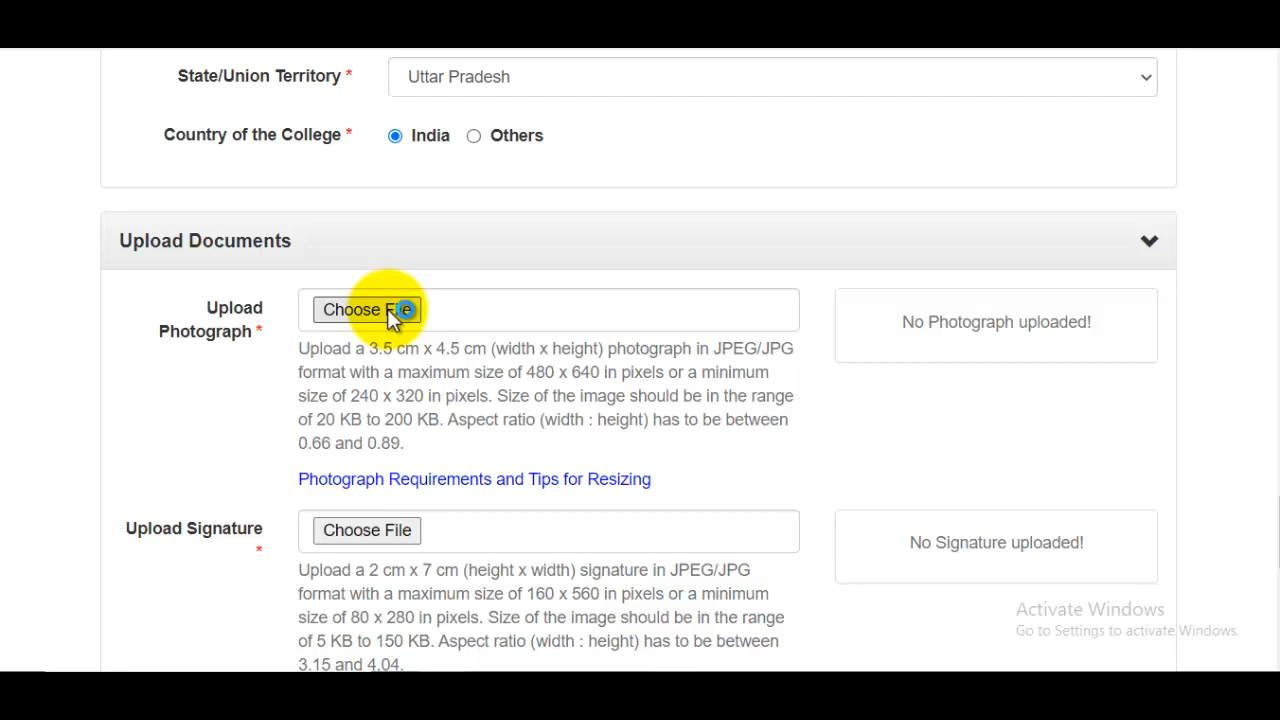 State/Union Territory *
Uttar Pradesh
Country of the College *
India
Others
Upload Documents
Upload
Photograph *
Choose File
Upload a 3.5 cm x 4.5 cm (width x height) photograph in JPEG/JPG
format with a maximum size of 480 x 640 in pixels or a minimum
size of 240 x 320 in pixels. Size of the image should be in the range
of 20 KB to 200 KB. Aspect ratio (width : height) has to be between
0.66 and 0.89.
Photograph Requirements and Tips for Resizing
No Photograph uploaded!
Upload Signature
*
Choose File
Upload a 2 cm x 7 cm (height x width) signature in JPEG/JPG
format with a maximum size of 160 x 560 in pixels or a minimum
size of 80 x 280 in pixels. Size of the image should be in the range
of 5 KB to 150 KB. Aspect ratio (width : height) has to be between
3.15 and 4.04.
No Signature uploaded!
Activate Windows
Go to Settings to activate Windows.